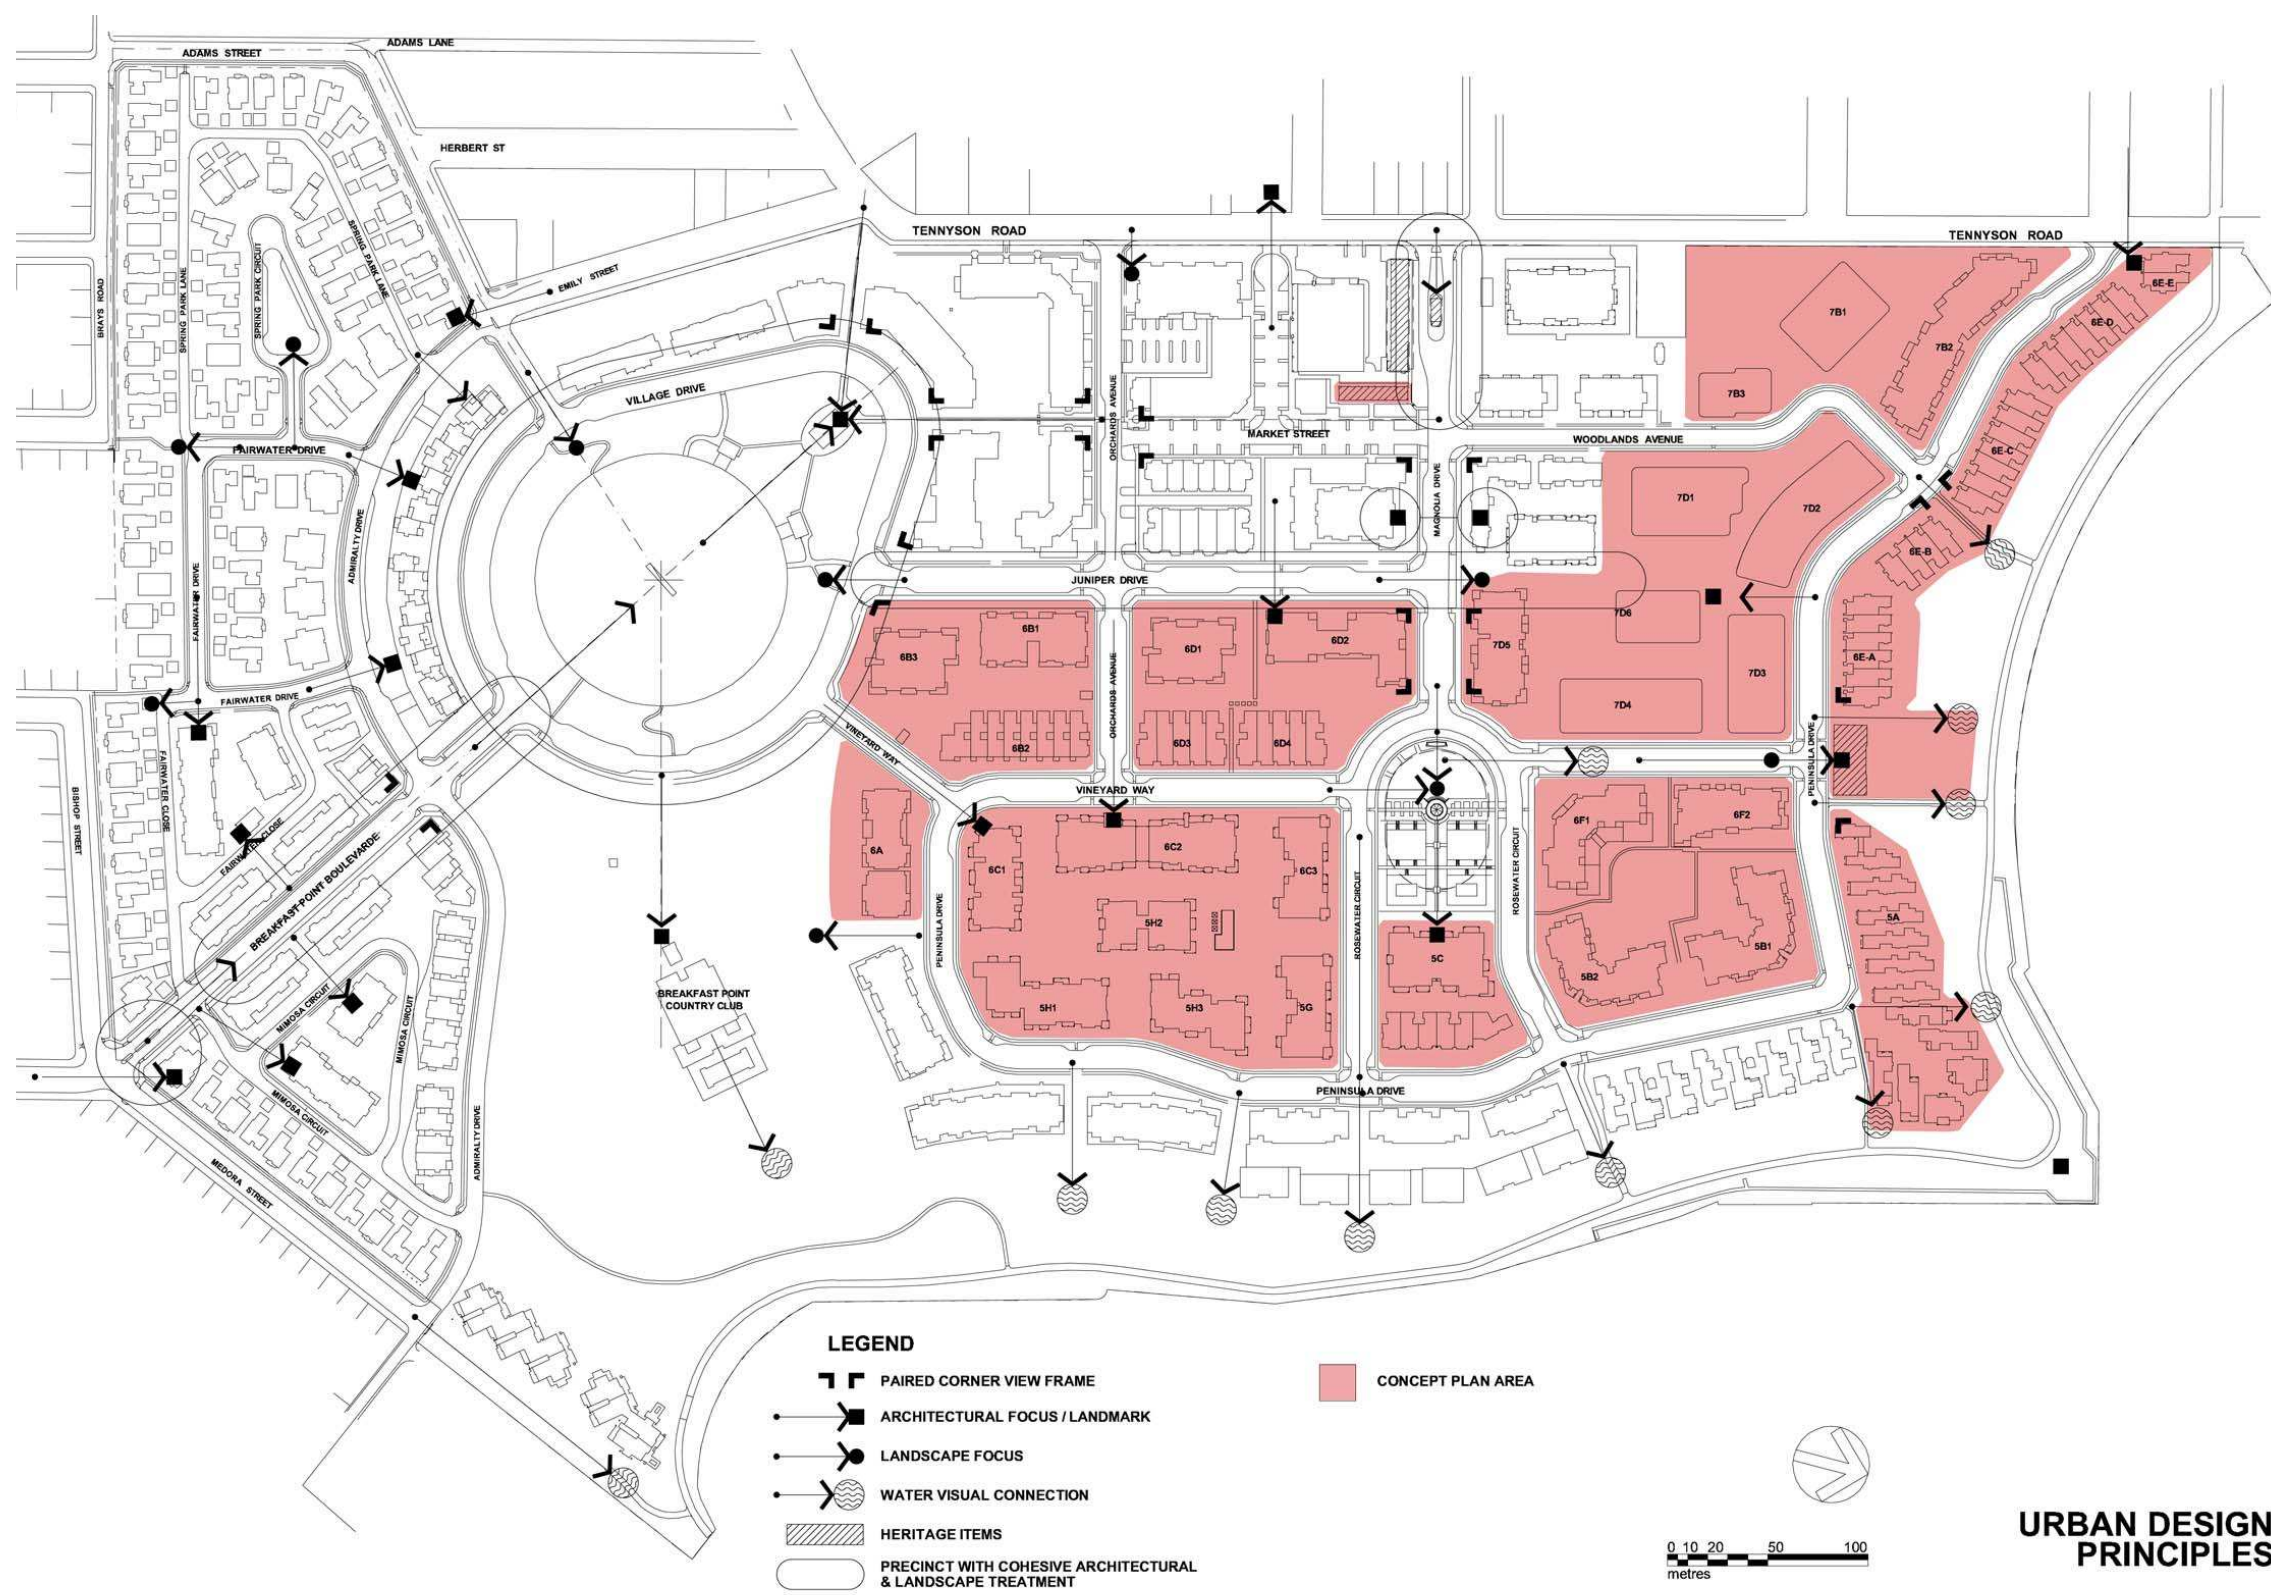 ADAMS LANE
ADAMS STREET
HERBERT ST
TENNYSON ROAD
TENNYSON ROAD
EMILY STREET
SPRING PARK LANE
SPRING PARK CIRCUIT
SPRING PARK LANE
BRAYS ROAD
6E-E
7B1
6E-D
7B2
7B3
VILLAGE DRIVE
ORCHARDS AVENUE
MARKET STREET
WOODLANDS AVENUE
FAIRWATER DRIVE
6E-C
MAGNOLIA DRIVE
7D1
7D2
ADMIRALTY DRIVE
FAIRWATER DRIVE
6E-B
JUNIPER DRIVE
7D6
6B1
6B3
6D1
6D2
7D5
6E-A
7D3
FAIRWATER DRIVE
ORCHARDS AVENUE
7D4
VINEYARD WAY
6B2
6D3
6D4
PENINSULA DRIVE
FAIRWATER CLOSE
BISHOP STREET
VINEYARD WAY
6F1
6F2
FAIRWATER CLOSE
BREAKFAST POINT BOULEVARDE
6A
6C1
6C2
6C3
ROSEWATER CIRCUIT
ROSEWATER CIRCUIT
PENINSULA DRIVE
5H2
5A
5B1
5B2
5C
BREAKFAST POINT
COUNTRY CLUB
MIMOSA CIRCUIT
MIMOSA CIRCUIT
5H1
5H3
5G
MIMOSA CIRCUIT
PENINSULA DRIVE
ADMIRALTY DRIVE
MEDORA STREET
LEGEND
PAIRED CORNER VIEW FRAME
ARCHITECTURAL FOCUS / LANDMARK
LANDSCAPE FOCUS
WATER VISUAL CONNECTION
HERITAGE ITEMS
PRECINCT WITH COHESIVE ARCHITECTURAL
& LANDSCAPE TREATMENT
CONCEPT PLAN AREA
0 10 20 50 100
metres
URBAN DESIGN
PRINCIPLES